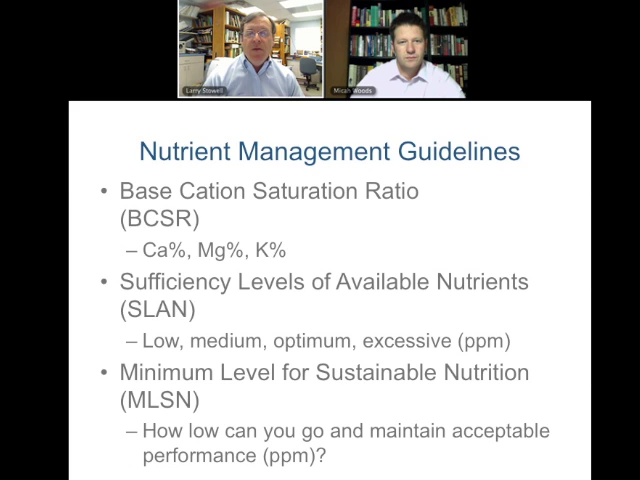 Larry Stowell
Micah Woods
Nutrient Management Guidelines
• Base Cation Saturation Ratio
(BCSR)
– Ca%, Mg%, K%
• Sufficiency Levels of Available Nutrients
(SLAN)
– Low, medium, optimum, excessive (ppm)
• Minimum Level for Sustainable Nutrition
(MLSN)
– How low can you go and maintain acceptable
performance (ppm)?